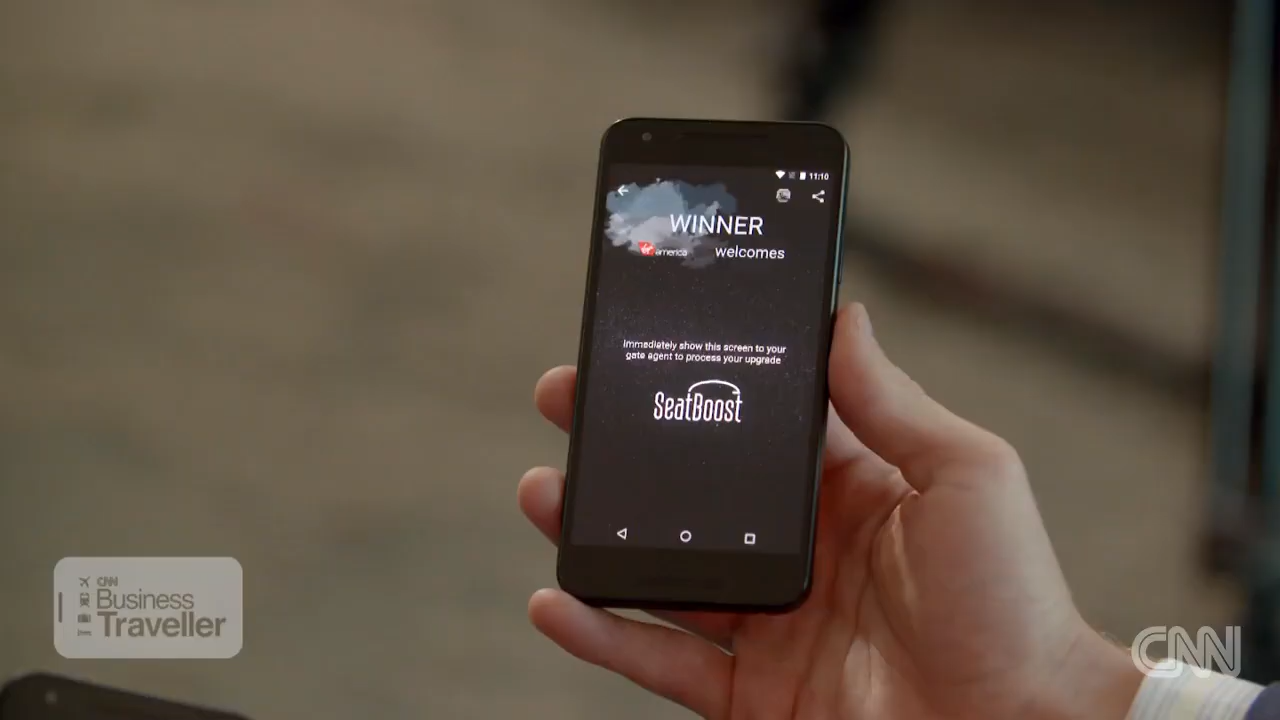 11:10
WINNER
virgin america welcomes
Immediately show this screen to your
gate agent to process your upgrade
SeatBoost
CNN
Business
Traveller
CNN